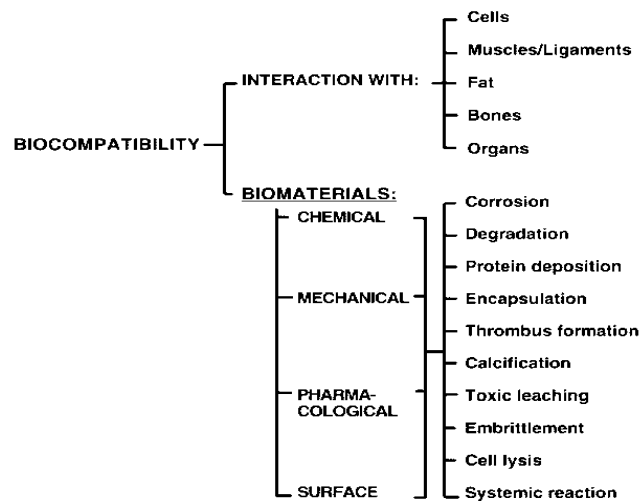 BIOCOMPATIBILITY
INTERACTION WITH:
Cells
Muscles/Ligaments
Fat
Bones
Organs
BIOMATERIALS:
CHEMICAL
MECHANICAL
PHARMA-
COLOGICAL
SURFACE
Corrosion
Degradation
Protein deposition
Encapsulation
Thrombus formation
Calcification
Toxic leaching
Embrittlement
Cell lysis
Systemic reaction